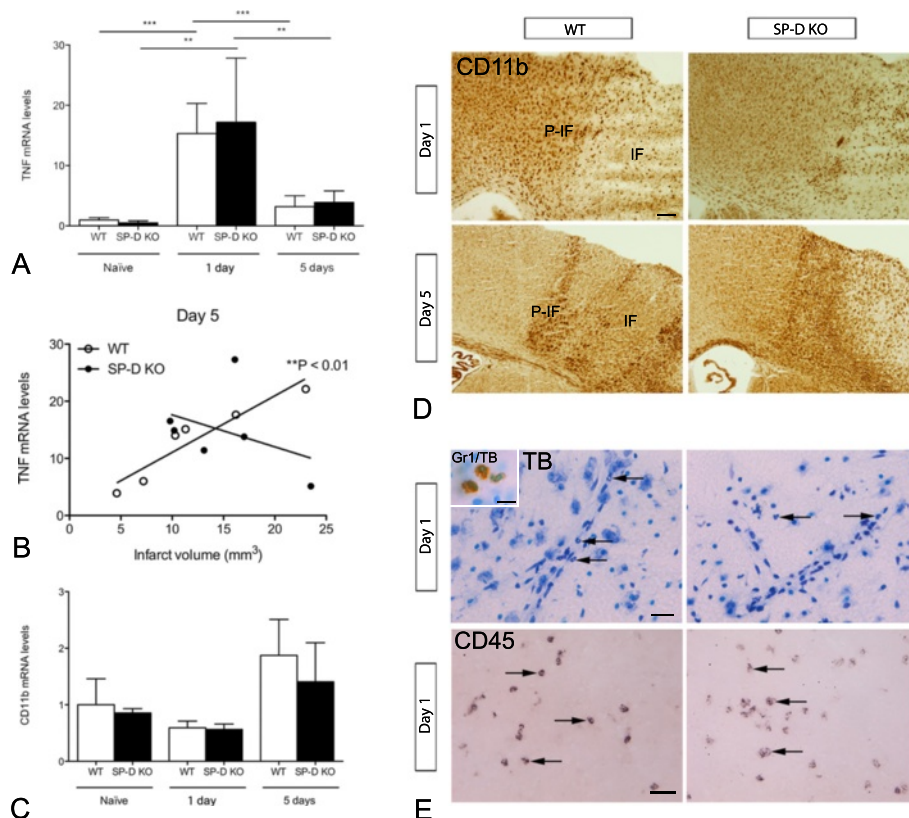 *** ***
** **
TNF mRNA levels
40
30
20
10
0
WT SP-D KO WT SP-D KO WT SP-D KO
Naïve 1 day 5 days
A
Day 5
TNF mRNA levels
40
30
20
10
0
WT
SP-D KO
**P < 0.01
0 5 10 15 20 25
Infarct volume (mm³)
B
CD11b mRNA levels
3
2
1
0
WT SP-D KO WT SP-D KO WT SP-D KO
Naïve 1 day 5 days
C
WT SP-D KO
Day 1
CD11b
P-IF
IF
Day 5
P-IF
IF
D
Day 1
Gr1/TB
TB
Day 1
CD45
E